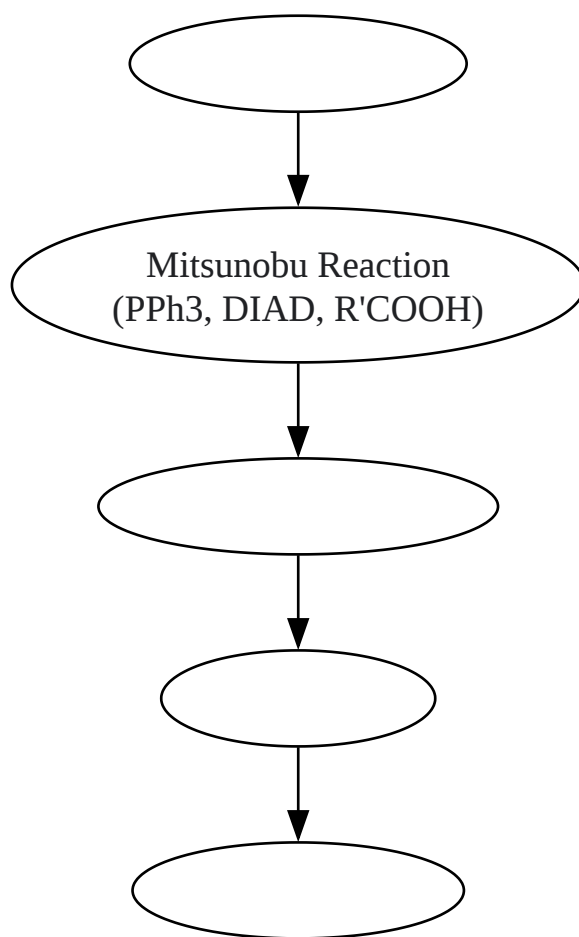 Mitsunobu Reaction
(PPh3, DIAD, R'COOH)